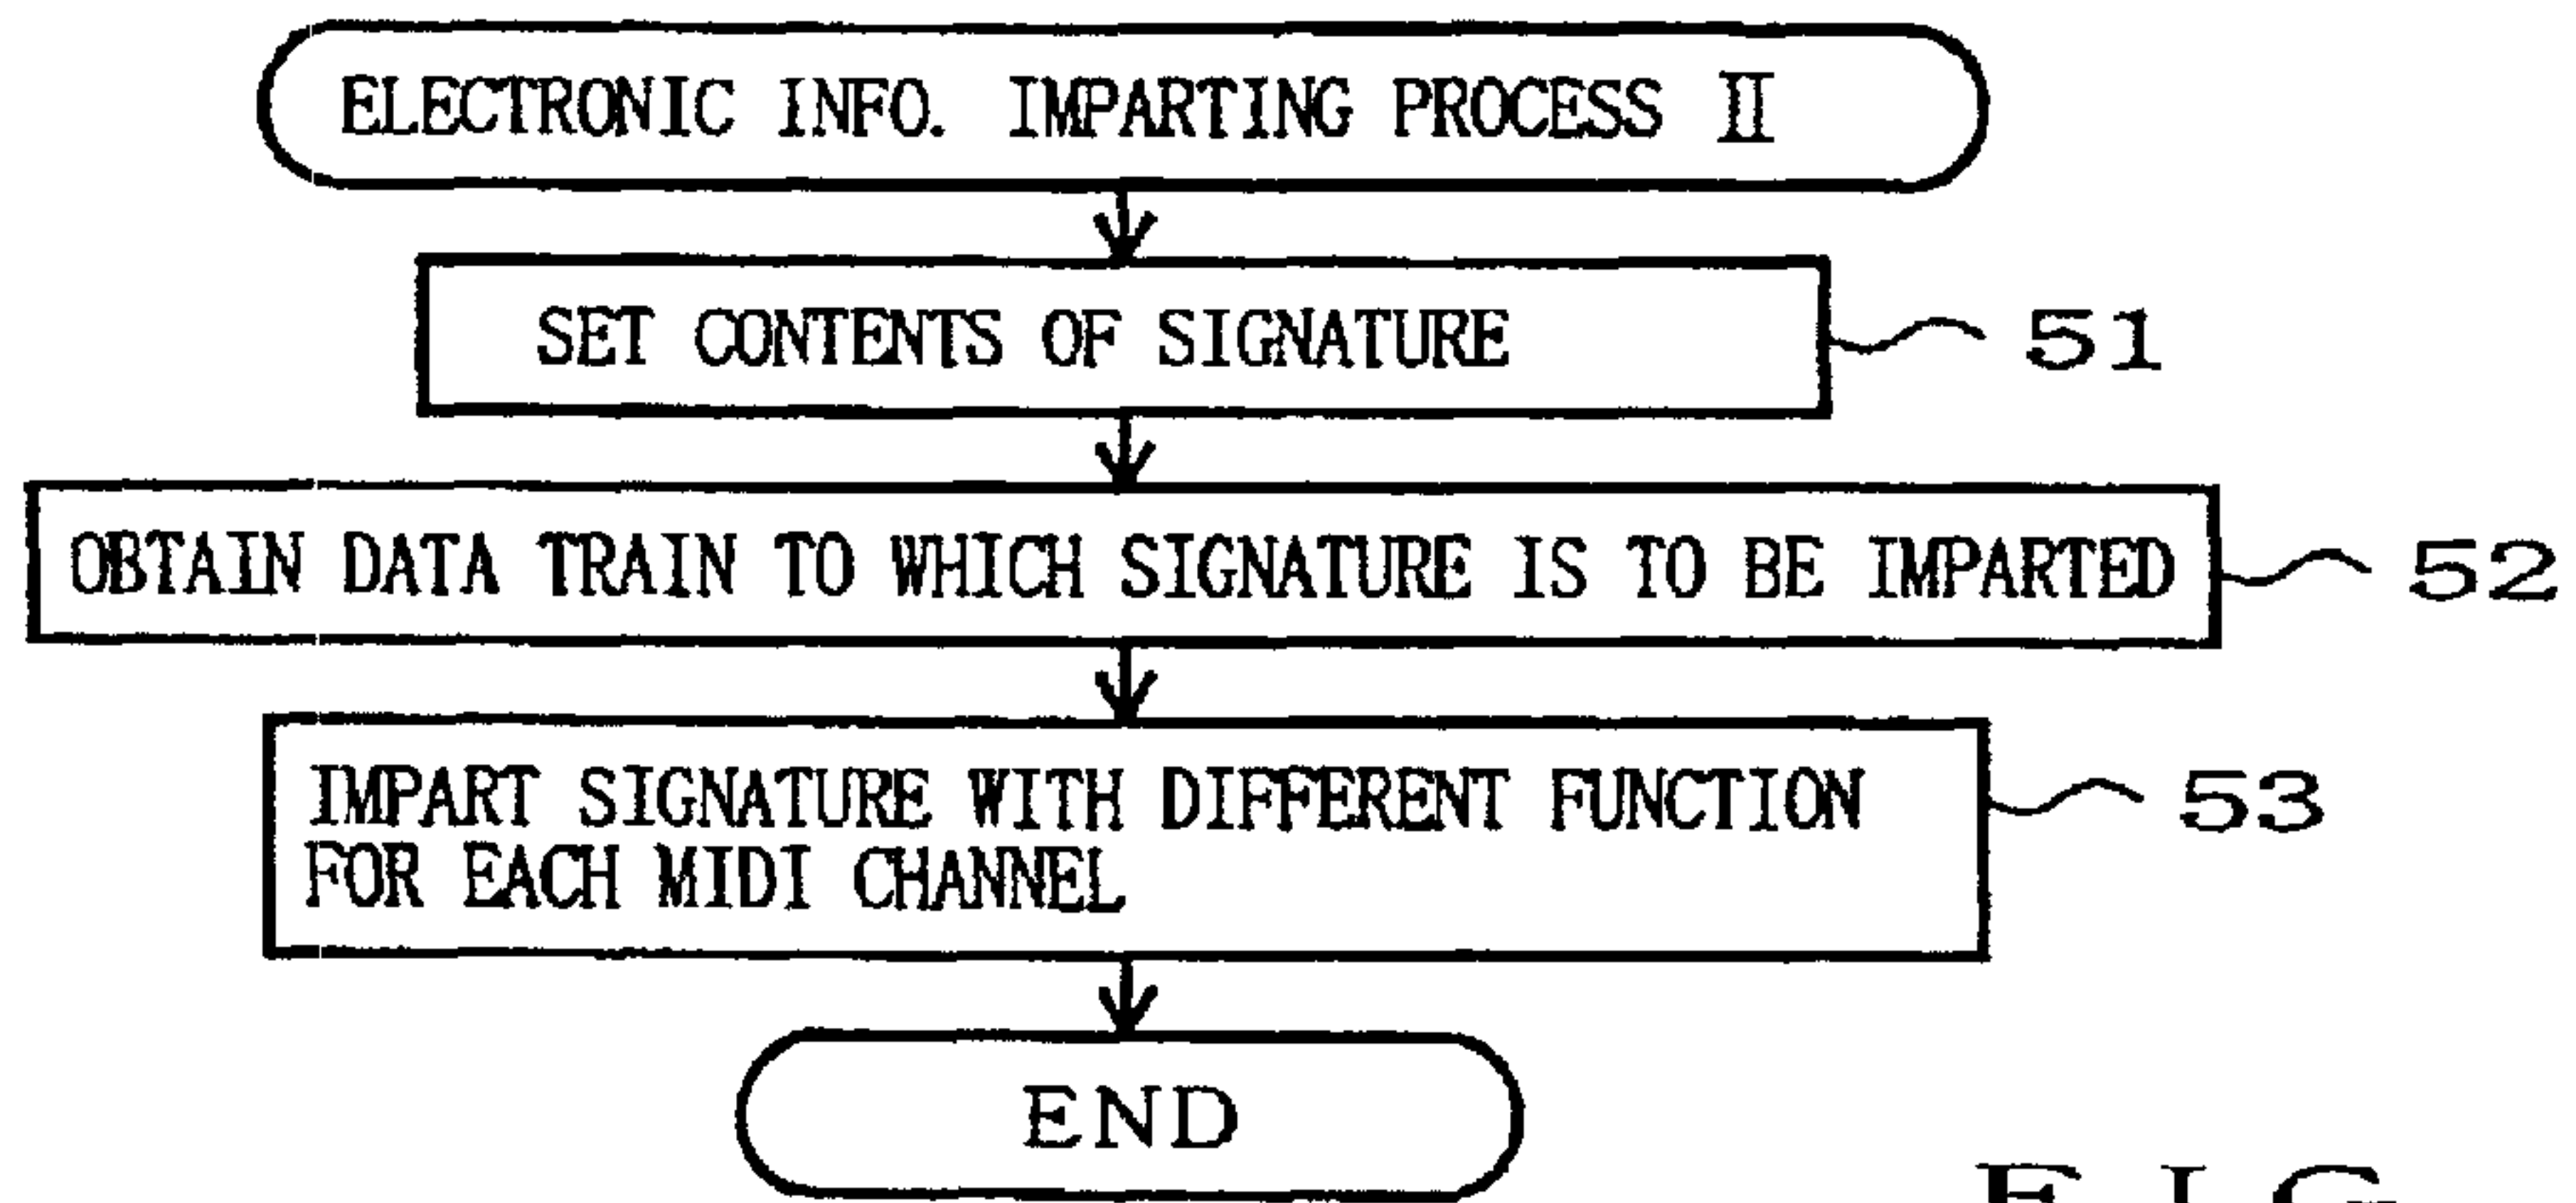 ELECTRONIC INFO. IMPARTING PROCESS II
SET CONTENTS OF SIGNATURE
51
OBTAIN DATA TRAIN TO WHICH SIGNATURE IS TO BE IMPARTED
52
IMPART SIGNATURE WITH DIFFERENT FUNCTION
FOR EACH MIDI CHANNEL
53
END
FIG